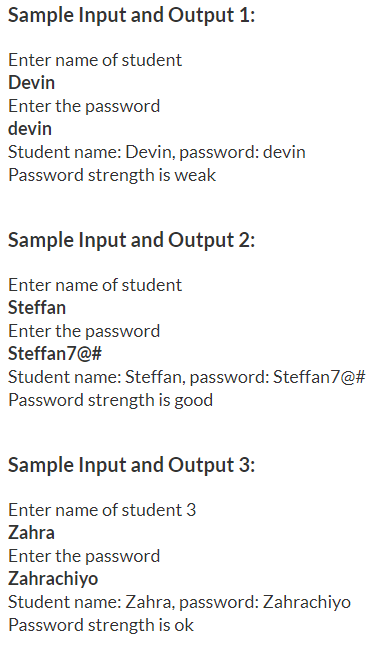 Sample Input and Output 1:
Enter name of student
Devin
Enter the password
devin
Student name: Devin, password: devin
Password strength is weak
Sample Input and Output 2:
Enter name of student
Steffan
Enter the password
Steffan7@#
Student name: Steffan, password: Steffan7@#
Password strength is good
Sample Input and Output 3:
Enter name of student 3
Zahra
Enter the password
Zahrachiyo
Student name: Zahra, password: Zahrachiyo
Password strength is ok